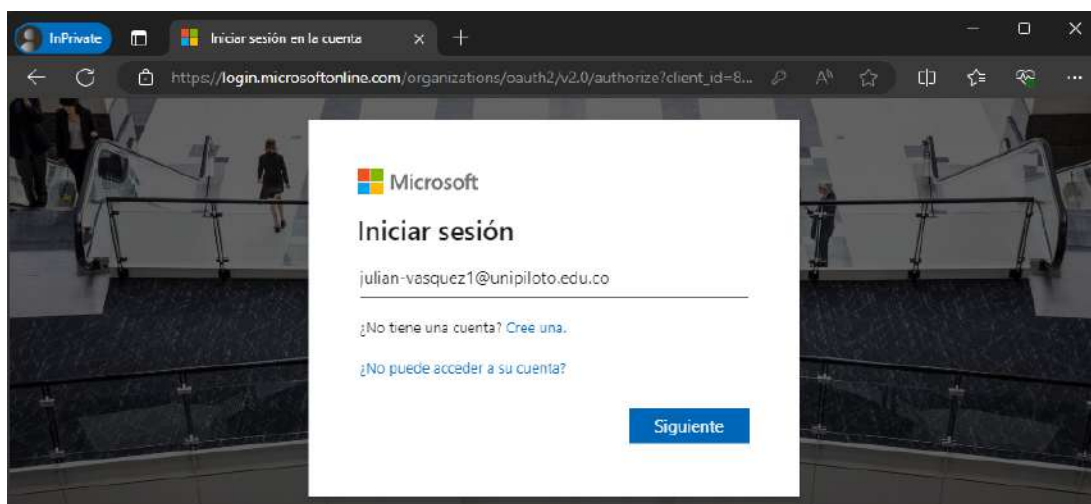 InPrivate
Iniciar sesión en la cuenta
https://login.microsoftonline.com/organizations/oauth2/v2.0/authorize?client_id=8...
Microsoft
Iniciar sesión
julian-vasquez1@unipiloto.edu.co
¿No tiene una cuenta? Cree una.
¿No puede acceder a su cuenta?
Siguiente